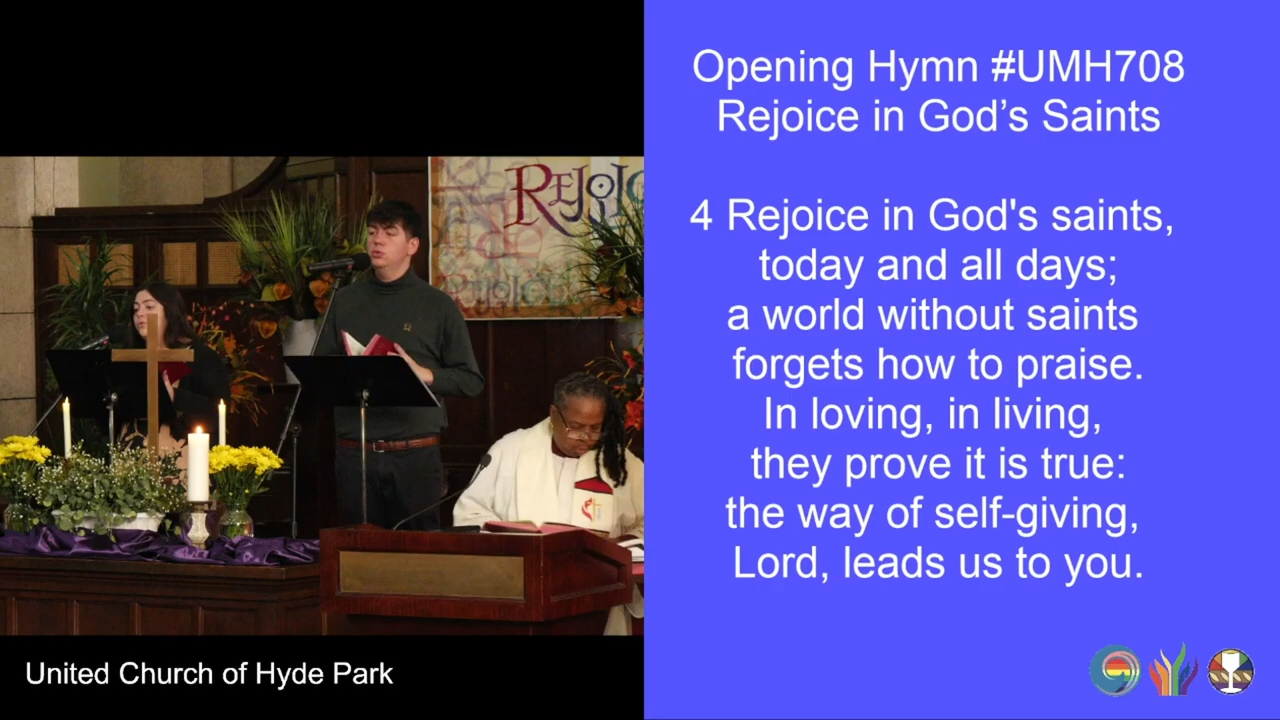 Opening Hymn #UMH708
Rejoice in God’s Saints
4 Rejoice in God's saints,
today and all days;
a world without saints
forgets how to praise.
In loving, in living,
they prove it is true:
the way of self-giving,
Lord, leads us to you.
REJOIC
REJOICE
United Church of Hyde Park